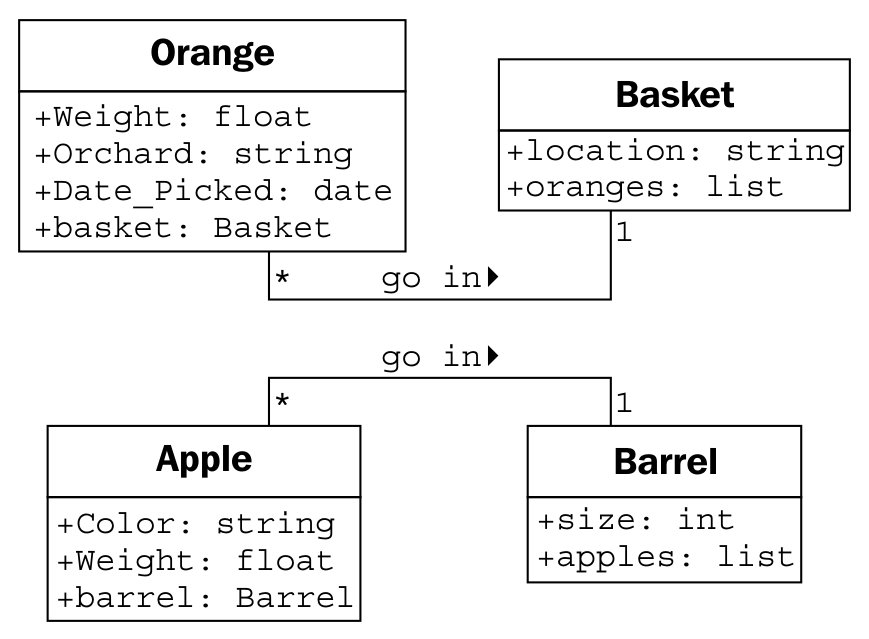 Orange
+Weight: float
+Orchard: string
+Date_Picked: date
+basket: Basket
Basket
+location: string
+oranges: list
1
*
go in
go in
*
1
Apple
+Color: string
+Weight: float
+barrel: Barrel
Barrel
+size: int
+apples: list